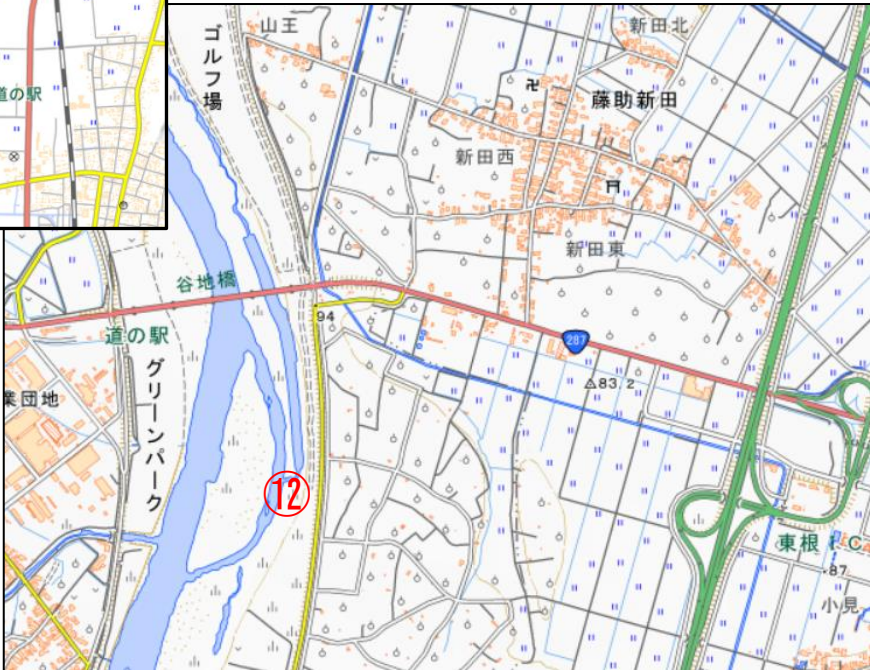 道の駅
ゴルフ場
山王
新田北
藤助新田
新田西
新田東
谷地橋
94
道の駅
287
83.2
業団地
グリーンパーク
⑫
東根IC
87
小見